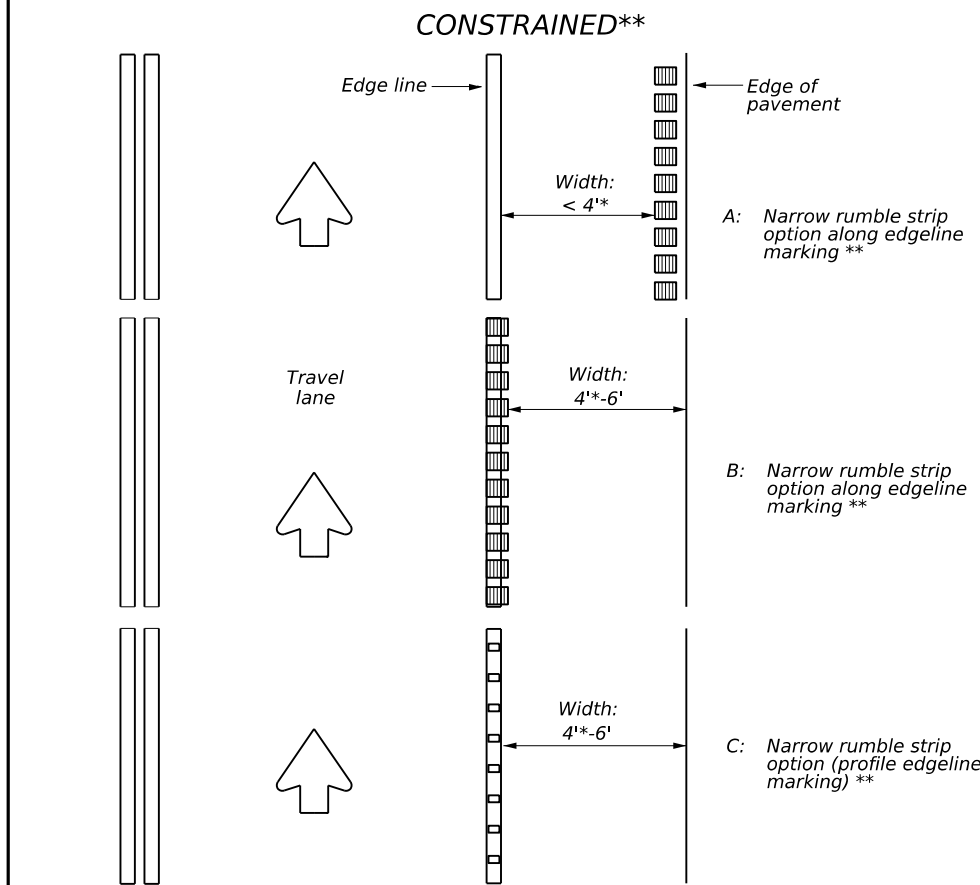 CONSTRAINED**
Edge line
Edge of
pavement
Width:
< 4'*
A: Narrow rumble strip
option along edgeline
marking **
Travel
lane
Width:
4'*-6'
B: Narrow rumble strip
option along edgeline
marking **
Width:
4'*-6'
C: Narrow rumble strip
option (profile edgeline
marking) **